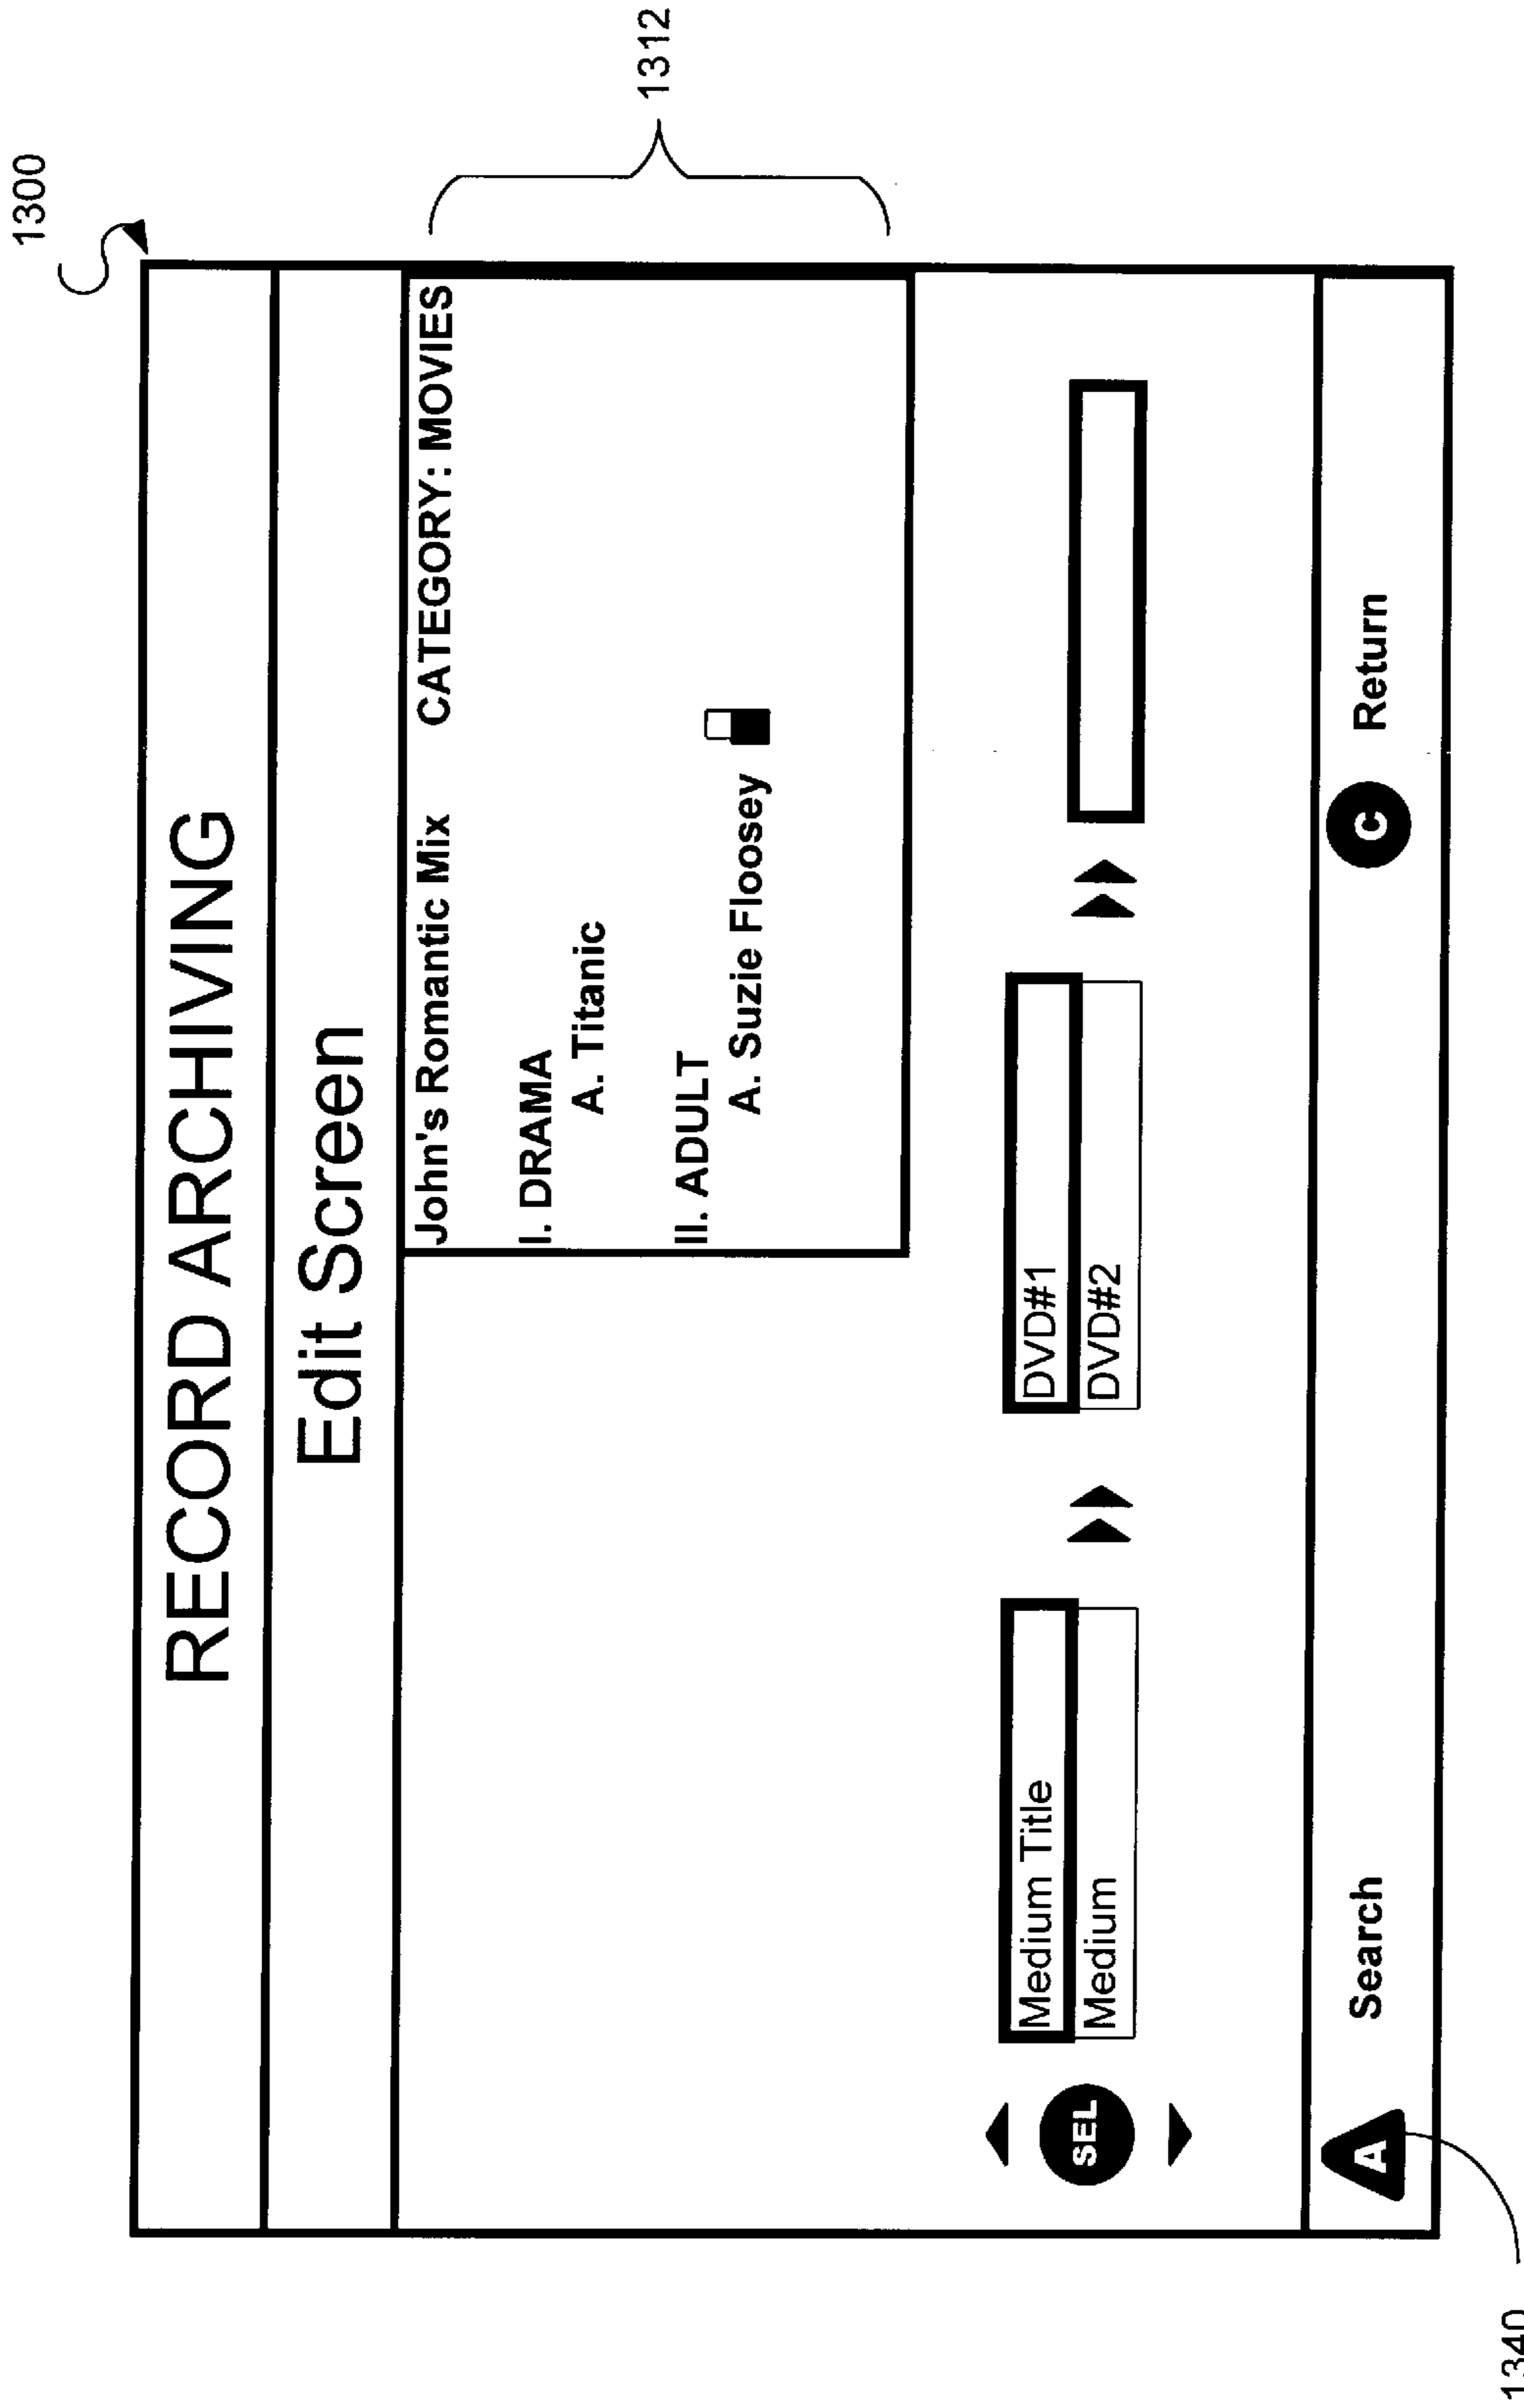 1300
RECORD ARCHIVING
Edit Screen
John's Romantic Mix CATEGORY: MOVIES
I. DRAMA
A. Titanic
II. ADULT
A. Suzie Floosey
1312
SEL
Medium Title
Medium
DVD#1
DVD#2
A Search
C Return
1340